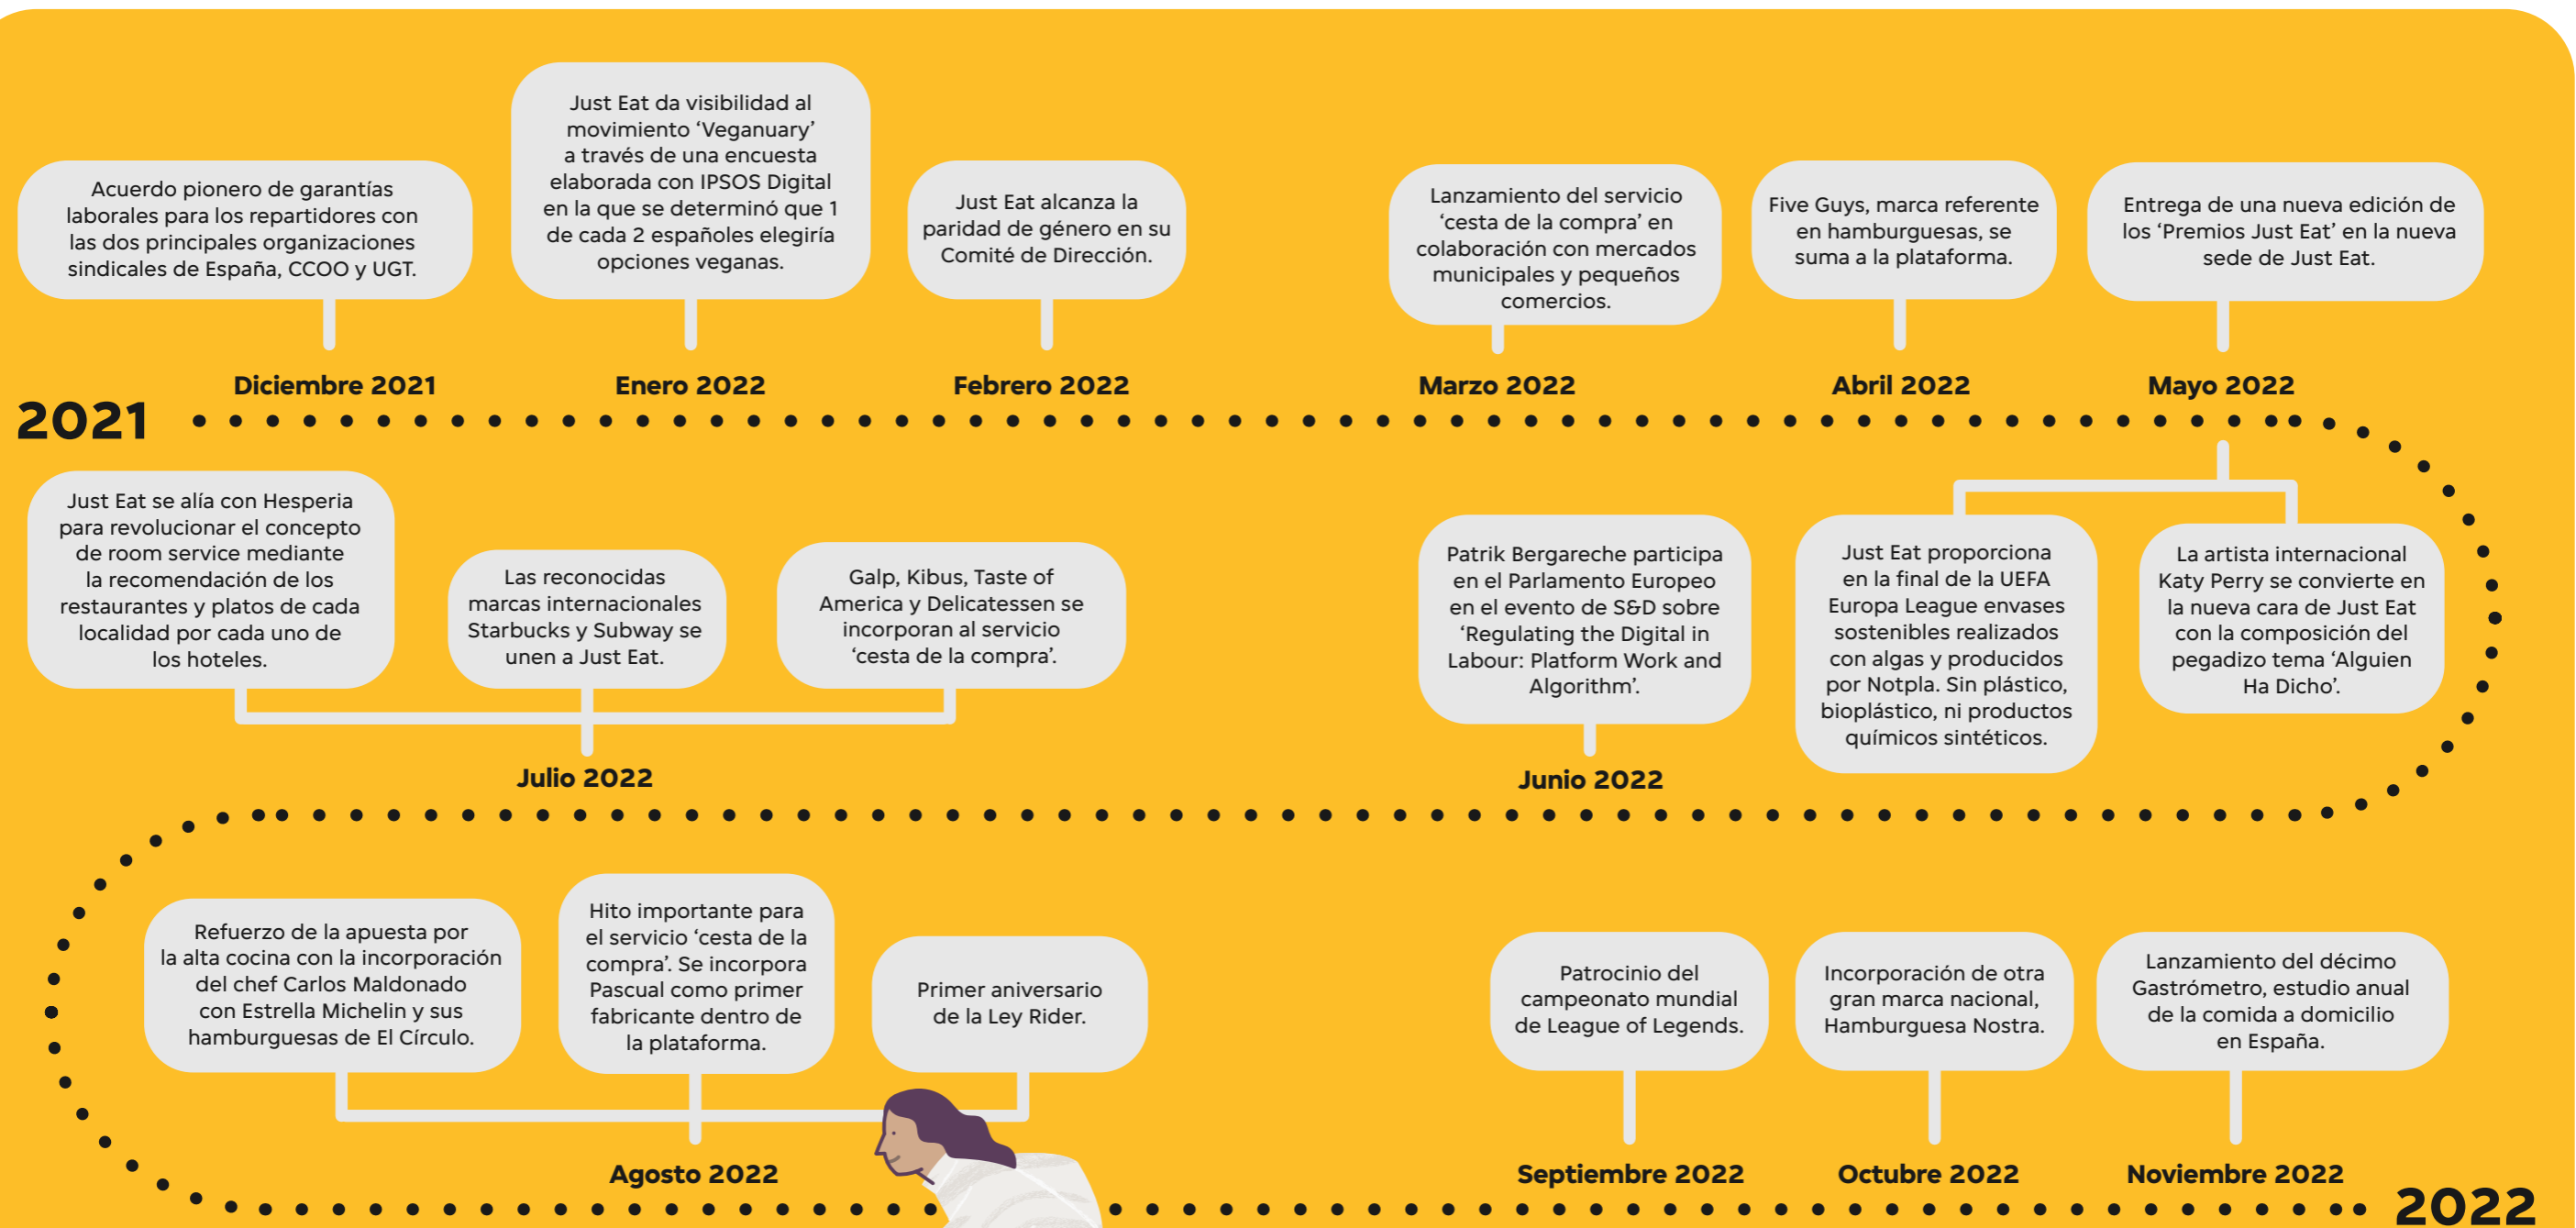 Acuerdo pionero de garantías
laborales para los repartidores con
las dos principales organizaciones
sindicales de España, CCOO y UGT.
Diciembre 2021
Just Eat da visibilidad al
movimiento ‘Veganuary’
a través de una encuesta
elaborada con IPSOS Digital
en la que se determinó que 1
de cada 2 españoles elegiría
opciones veganas.
Enero 2022
Just Eat alcanza la
paridad de género en su
Comité de Dirección.
Febrero 2022
Lanzamiento del servicio
‘cesta de la compra’ en
colaboración con mercados
municipales y pequeños
comercios.
Marzo 2022
Five Guys, marca referente
en hamburguesas, se
suma a la plataforma.
Abril 2022
Entrega de una nueva edición de
los ‘Premios Just Eat’ en la nueva
sede de Just Eat.
Mayo 2022
2021
Just Eat se alía con Hesperia
para revolucionar el concepto
de room service mediante
la recomendación de los
restaurantes y platos de cada
localidad por cada uno de
los hoteles.
Las reconocidas
marcas internacionales
Starbucks y Subway se
unen a Just Eat.
Galp, Kibus, Taste of
America y Delicatessen se
incorporan al servicio
‘cesta de la compra’.
Julio 2022
Patrik Bergareche participa
en el Parlamento Europeo
en el evento de S&D sobre
‘Regulating the Digital in
Labour: Platform Work and
Algorithm’.
Junio 2022
Just Eat proporciona
en la final de la UEFA
Europa League envases
sostenibles realizados
con algas y producidos
por Notpla. Sin plástico,
bioplástico, ni productos
químicos sintéticos.
La artista internacional
Katy Perry se convierte en
la nueva cara de Just Eat
con la composición del
pegadizo tema ‘Alguien
Ha Dicho’.
Refuerzo de la apuesta por
la alta cocina con la incorporación
del chef Carlos Maldonado
con Estrella Michelin y sus
hamburguesas de El Círculo.
Hito importante para
el servicio ‘cesta de la
compra’. Se incorpora
Pascual como primer
fabricante dentro de
la plataforma.
Primer aniversario
de la Ley Rider.
Agosto 2022
Patrocinio del
campeonato mundial
de League of Legends.
Septiembre 2022
Incorporación de otra
gran marca nacional,
Hamburguesa Nostra.
Octubre 2022
Lanzamiento del décimo
Gastrómetro, estudio anual
de la comida a domicilio
en España.
Noviembre 2022
2022